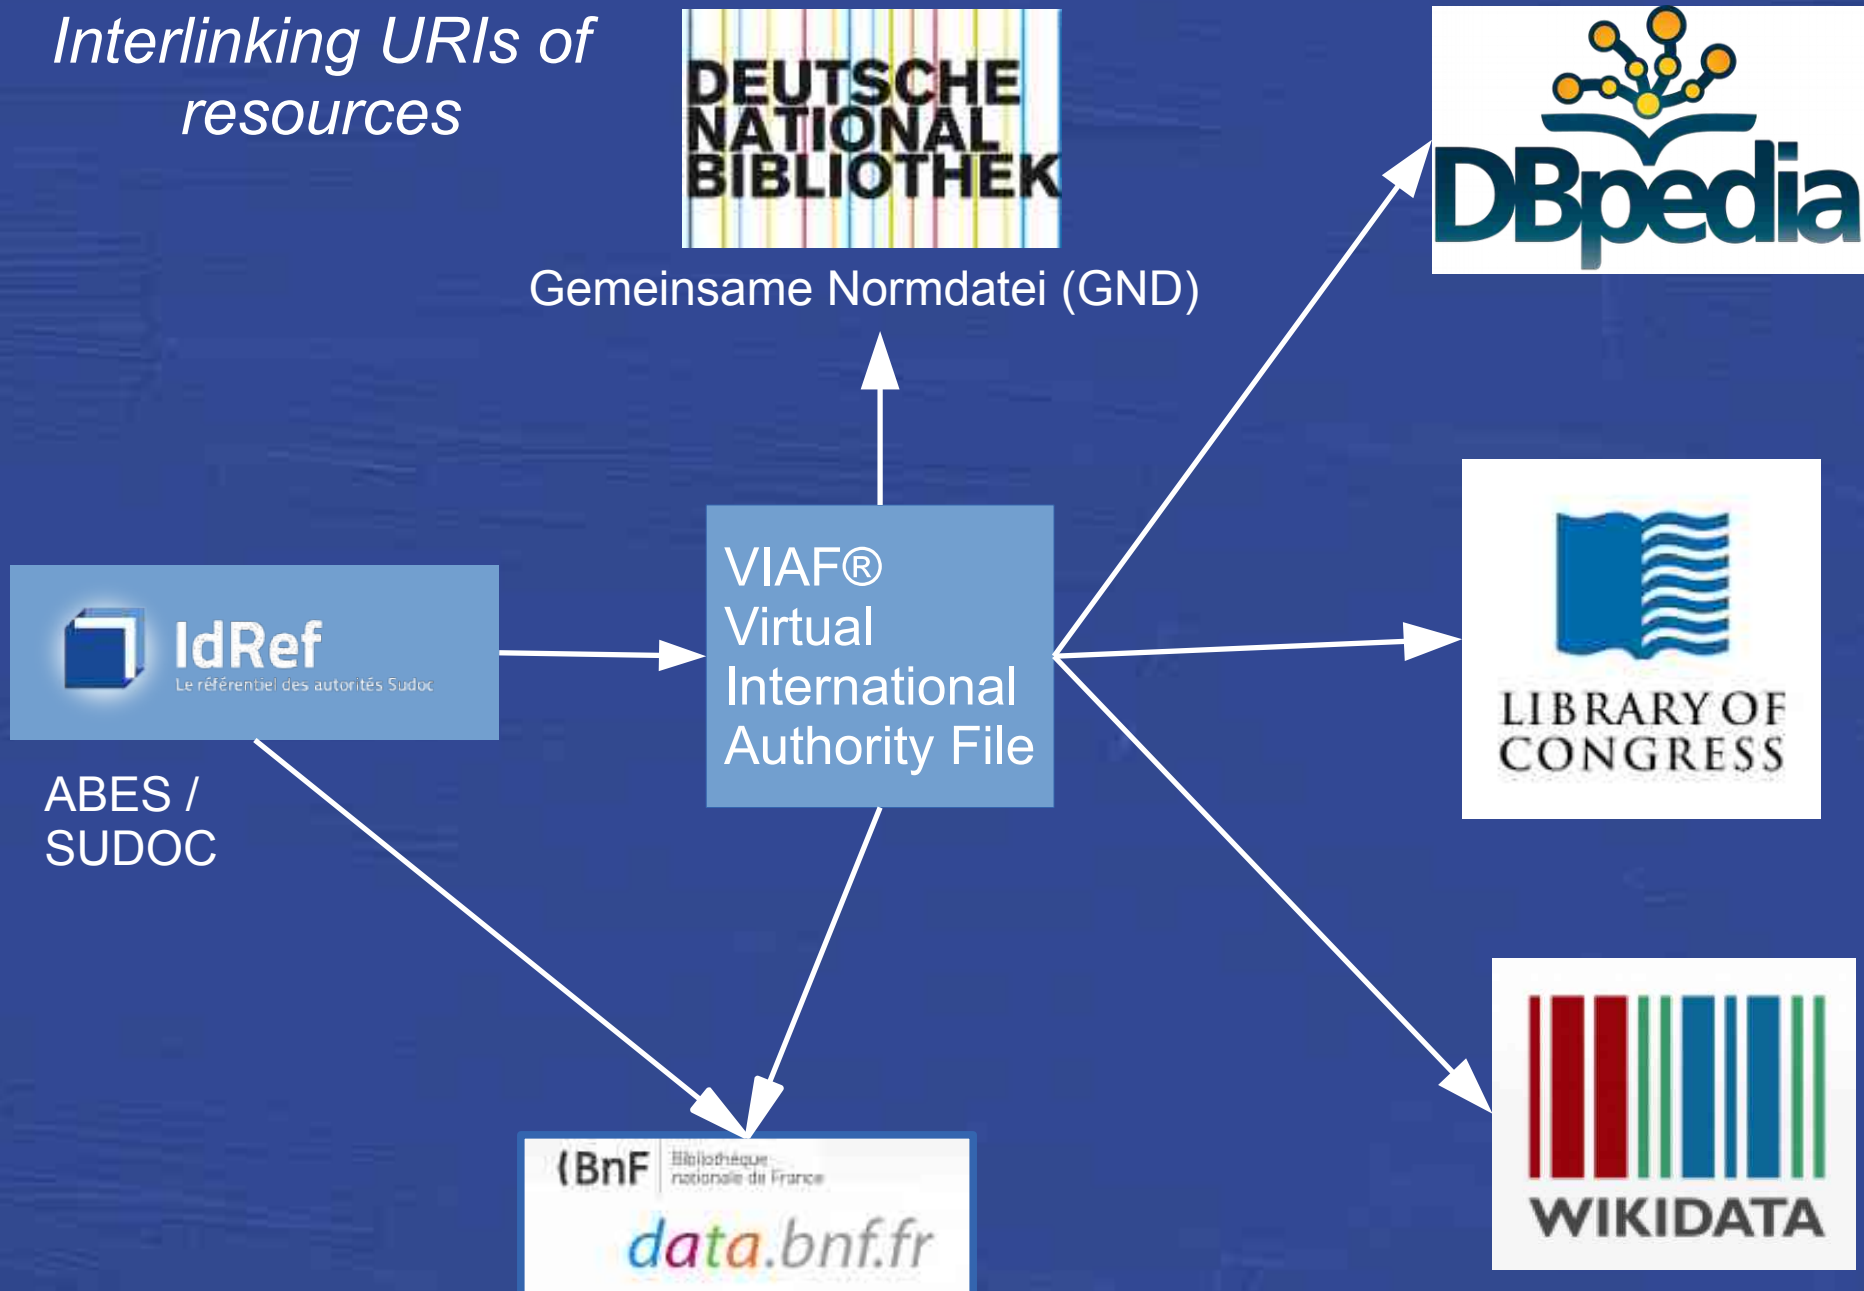 Interlinking URIs of
resources
DEUTSCHE
NATIONAL
BIBLIOTHEK
Gemeinsame Normdatei (GND)
DBpedia
IdRef
Le référentiel des autorités Sudoc
ABES /
SUDOC
VIAF®
Virtual
International
Authority File
LIBRARY OF
CONGRESS
WIKIDATA
(BnF
Bibliothèque
nationale de France
data.bnf.fr